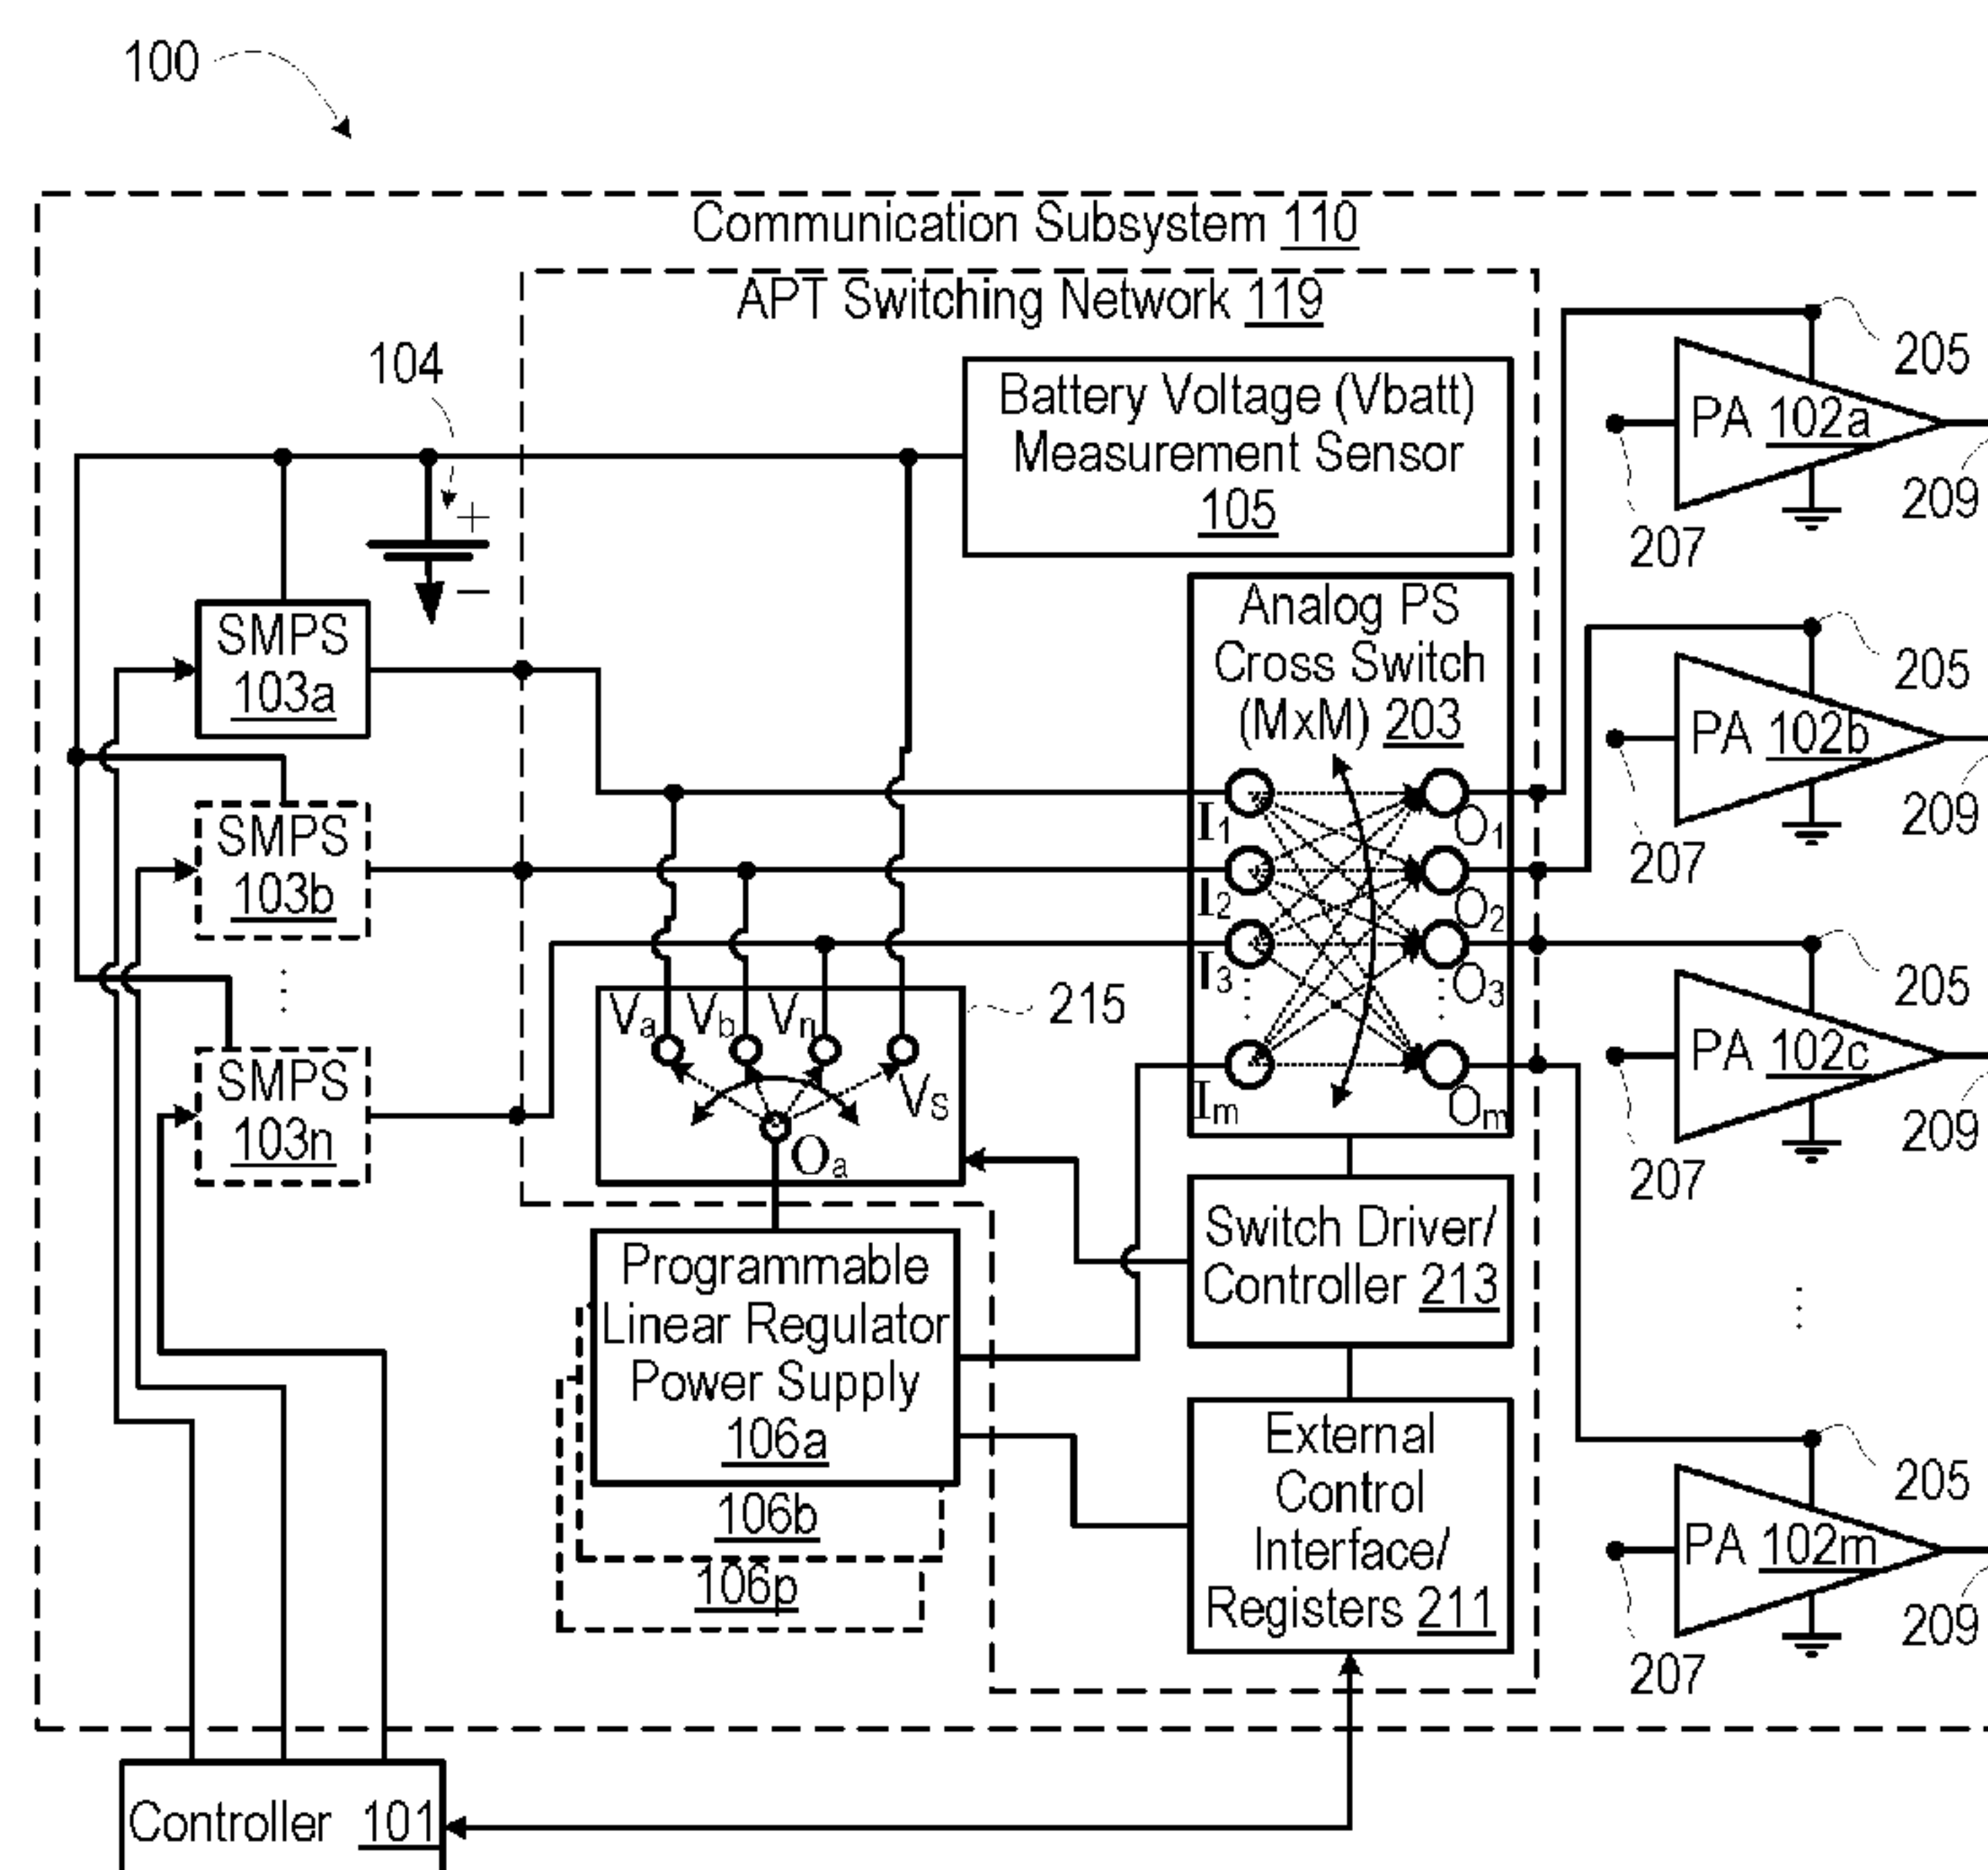 100
Communication Subsystem 110
APT Switching Network 119
104
Battery Voltage (Vbatt)
Measurement Sensor
105
+
−
SMPS
103a
SMPS
103b
⋮
SMPS
103n
Analog PS
Cross Switch
(MxM) 203
I1
I2
I3
⋮
Im
O1
O2
O3
⋮
Om
Va Vb Vn
VS
Oa
215
Programmable
Linear Regulator
Power Supply
106a
106b
106p
Switch Driver/
Controller 213
External
Control
Interface/
Registers 211
Controller 101
205
PA 102a
207
209
205
PA 102b
207
209
205
PA 102c
207
209
⋮
205
PA 102m
207
209